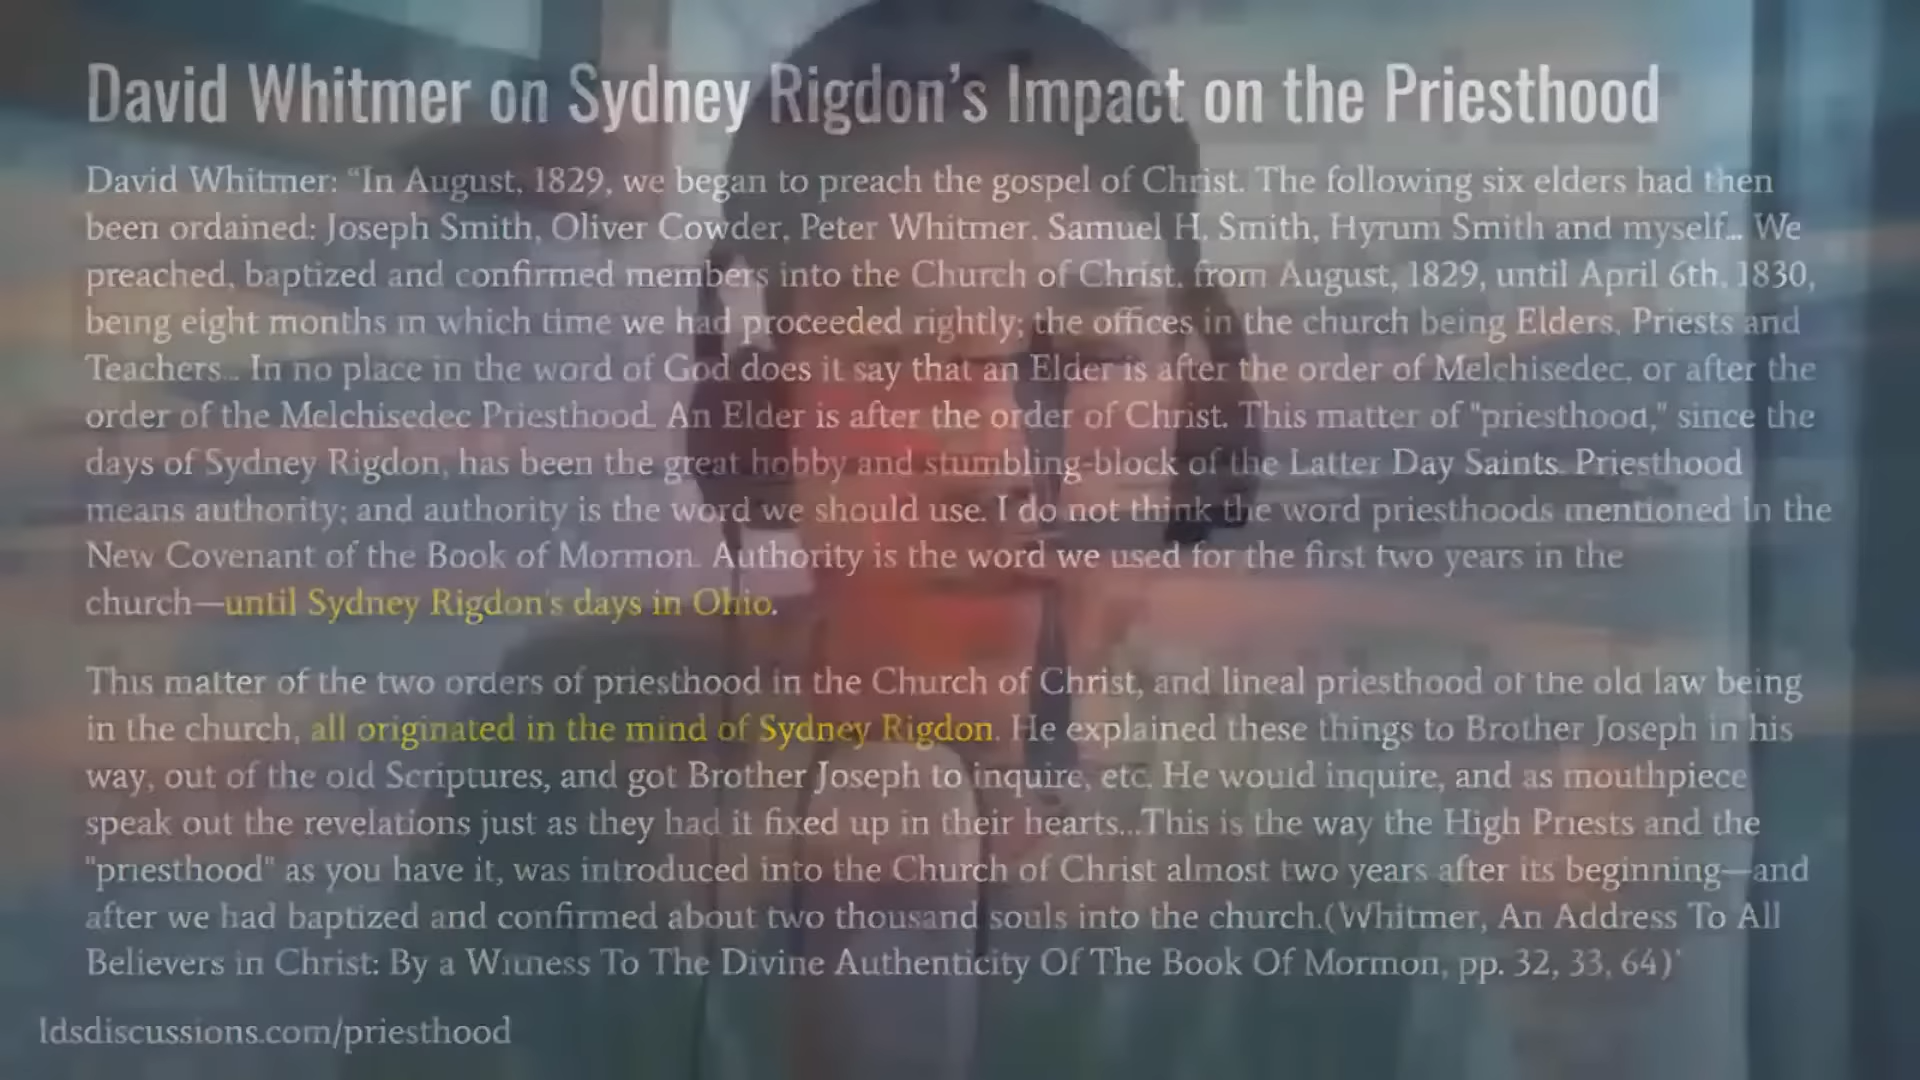 David Whitmer on Sydney Rigdon's Impact on the Priesthood
David Whitmer: “In August, 1829, we began to preach the gospel of Christ. The following six elders had then
been ordained: Joseph Smith, Oliver Cowder, Peter Whitmer, Samuel H. Smith, Hyrum Smith and myself... We
preached, baptized and confirmed members into the Church of Christ, from August, 1829, until April 6th, 1830,
being eight months in which time we had proceeded rightly; the offices in the church being Elders, Priests and
Teachers... In no place in the word of God does it say that an Elder is after the order of Melchisedec, or after the
order of the Melchisedec Priesthood. An Elder is after the order of Christ. This matter of "priesthood," since the
days of Sydney Rigdon, has been the great hobby and stumbling-block of the Latter Day Saints. Priesthood
means authority; and authority is the word we should use. I do not think the word priesthoods mentioned in the
New Covenant of the Book of Mormon. Authority is the word we used for the first two years in the
church—until Sydney Rigdon's days in Ohio.
This matter of the two orders of priesthood in the Church of Christ, and lineal priesthood of the old law being
in the church, all originated in the mind of Sydney Rigdon. He explained these things to Brother Joseph in his
way, out of the old Scriptures, and got Brother Joseph to inquire, etc. He would inquire, and as mouthpiece
speak out the revelations just as they had it fixed up in their hearts...This is the way the High Priests and the
"priesthood" as you have it, was introduced into the Church of Christ almost two years after its beginning—and
after we had baptized and confirmed about two thousand souls into the church.(Whitmer, An Address To All
Believers in Christ: By a Witness To The Divine Authenticity Of The Book Of Mormon, pp. 32, 33, 64)'
ldsdiscussions.com/priesthood